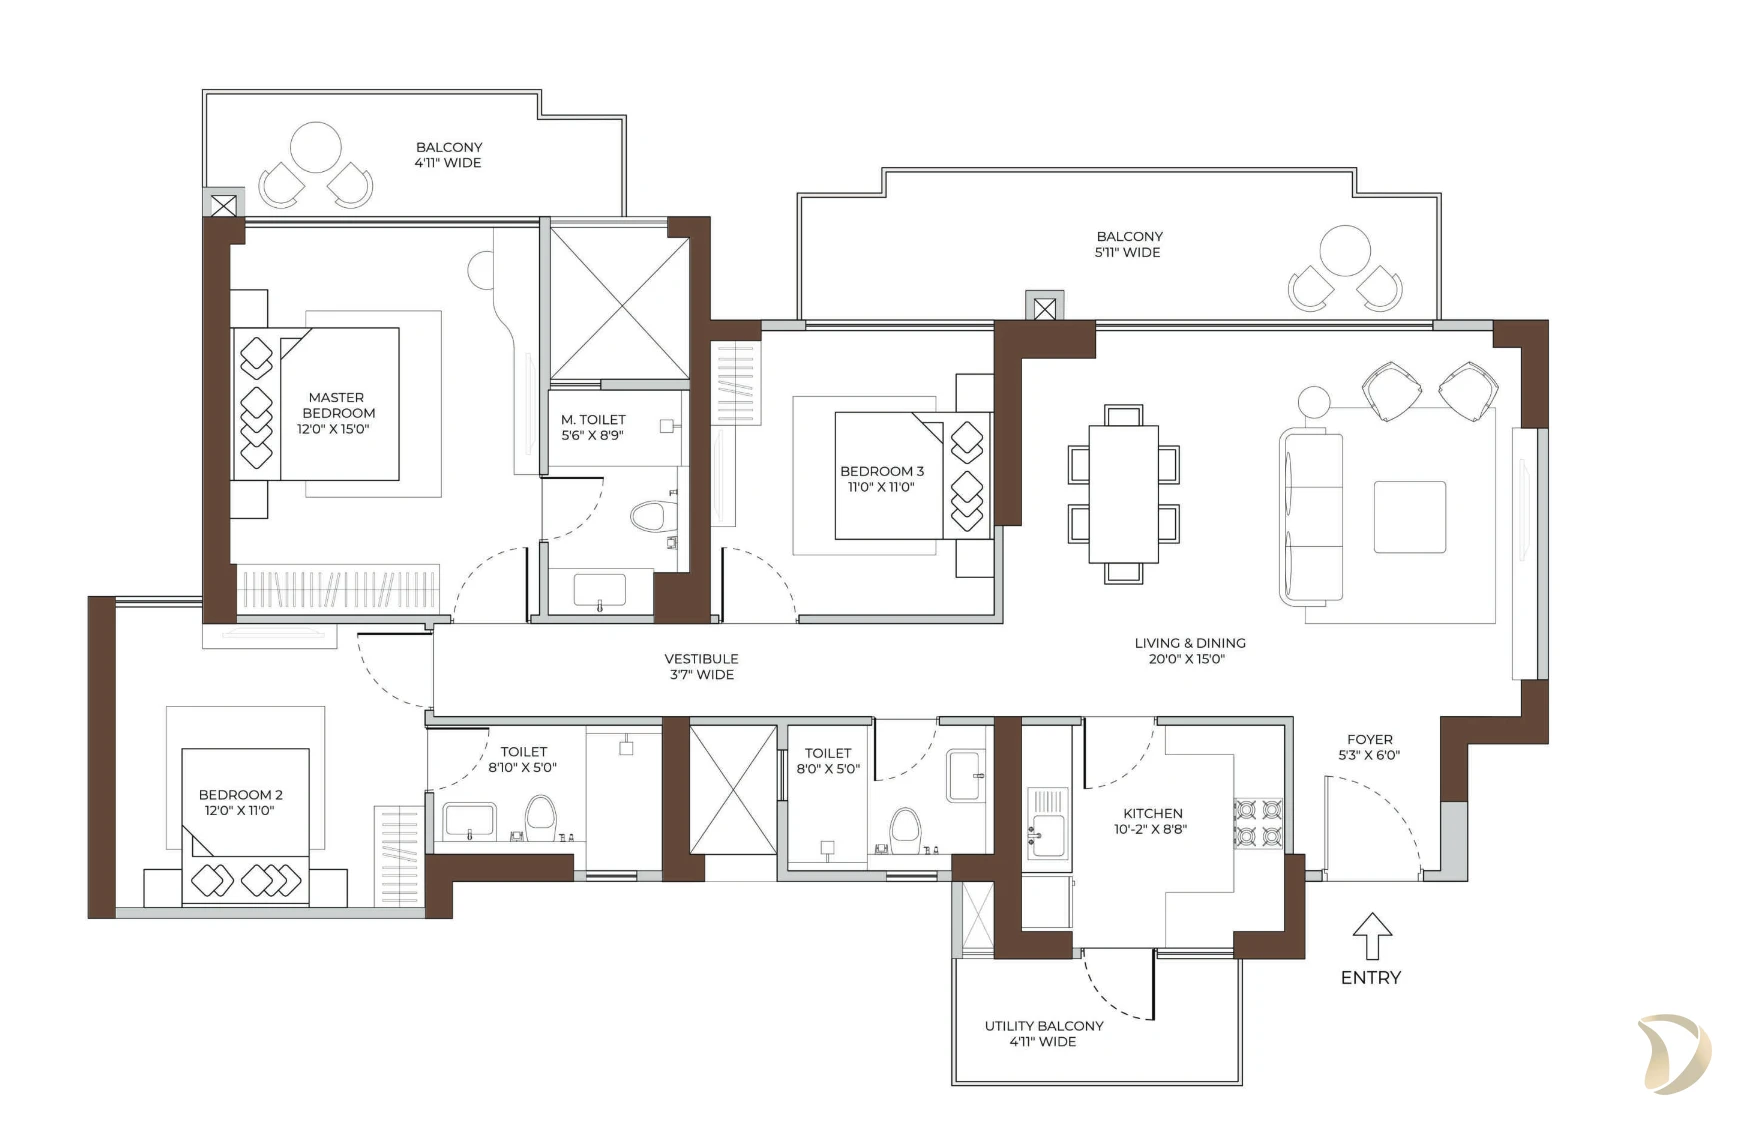 BALCONY
4'11" WIDE
BALCONY
5'11" WIDE
MASTER
BEDROOM
12'0" X 15'0"
M. TOILET
5'6" X 8'9"
BEDROOM 3
11'0" X 11'0"
VESTIBULE
3'7" WIDE
LIVING & DINING
20'0" X 15'0"
BEDROOM 2
12'0" X 11'0"
TOILET
8'10" X 5'0"
TOILET
8'0" X 5'0"
KITCHEN
10'-2" X 8'8"
FOYER
5'3" X 6'0"
ENTRY
UTILITY BALCONY
4'11" WIDE